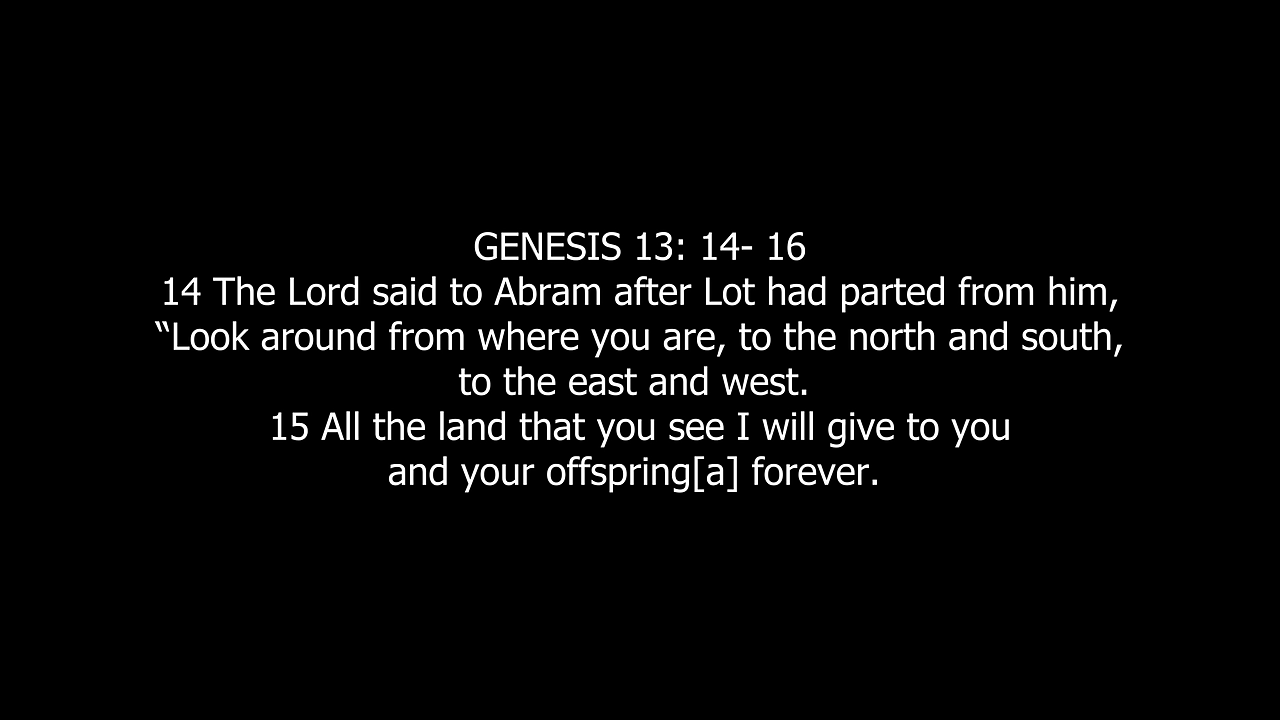 GENESIS 13: 14- 16
14 The Lord said to Abram after Lot had parted from him,
“Look around from where you are, to the north and south,
to the east and west.
15 All the land that you see I will give to you
and your offspring[a] forever.